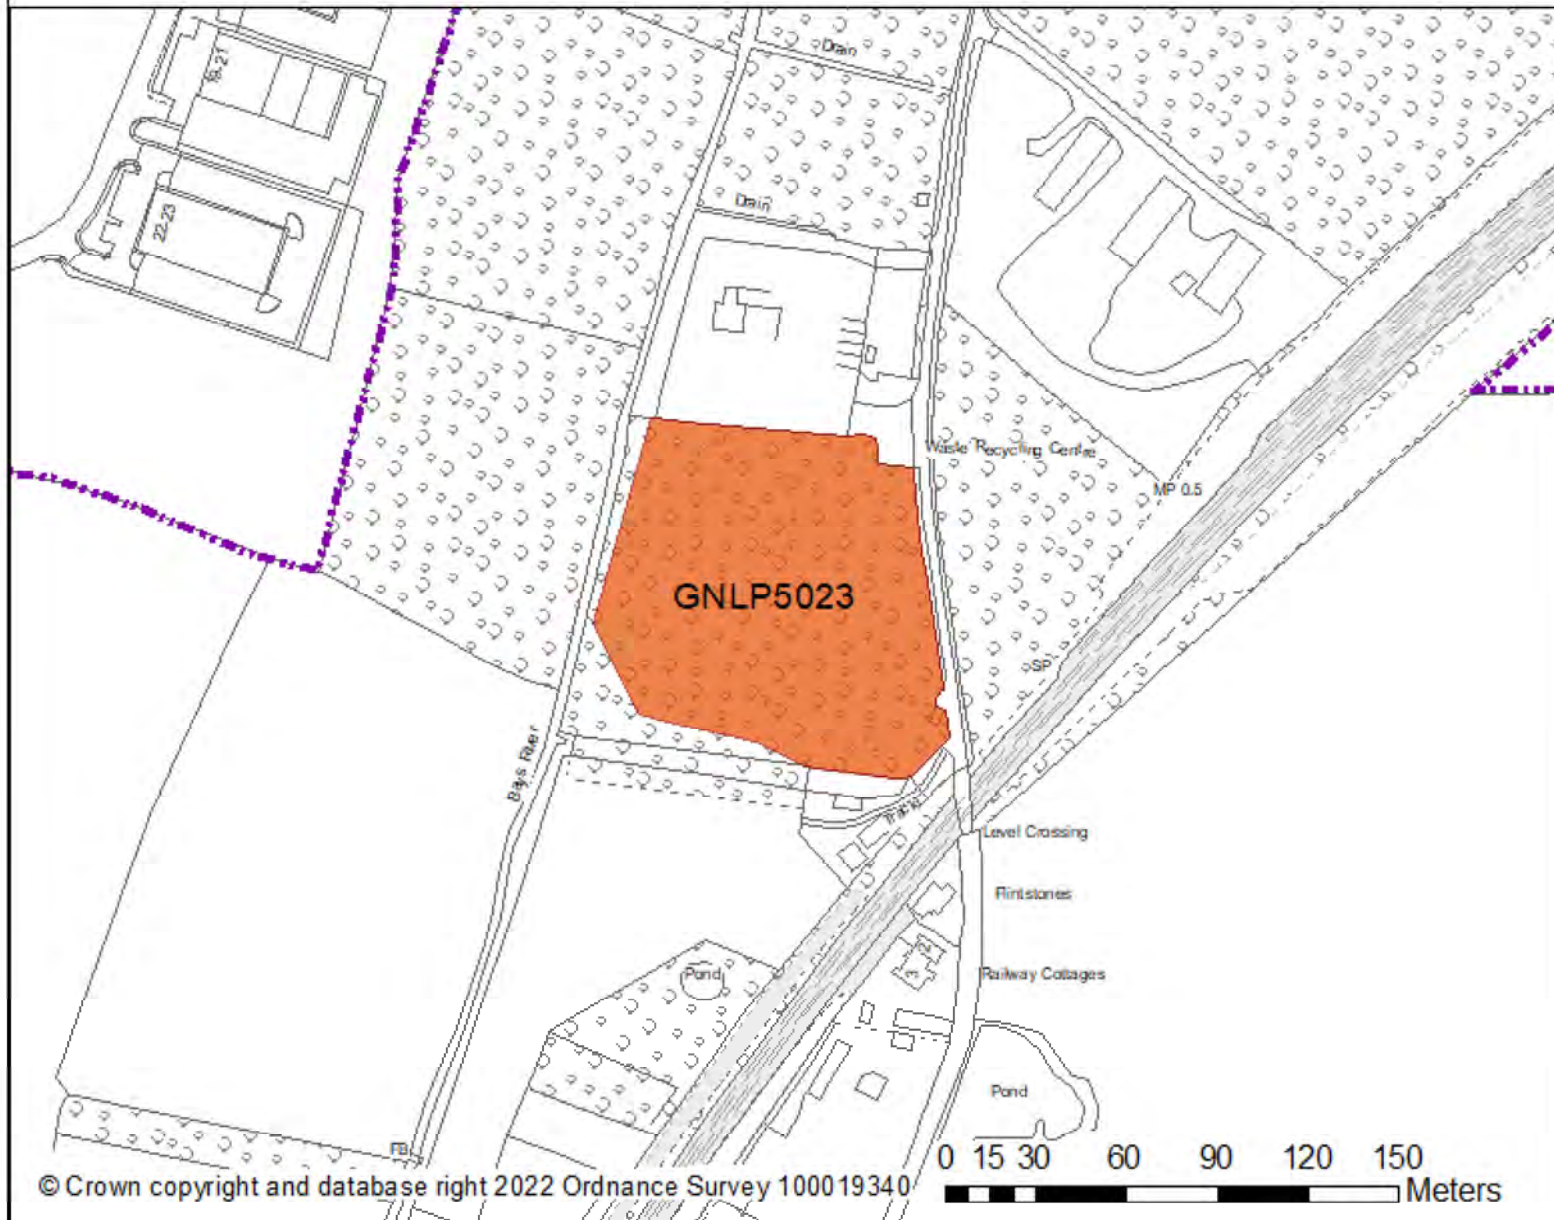 Drain
19-21
22-23
Drain
Waste Recycling Centre
MP 0.5
GNLP5023
SP
Bays River
Track
Level Crossing
Flintstones
2
3
Railway Cottages
Pond
Pond
FB
0 15 30 60 90 120 150
Meters
© Crown copyright and database right 2022 Ordnance Survey 100019340